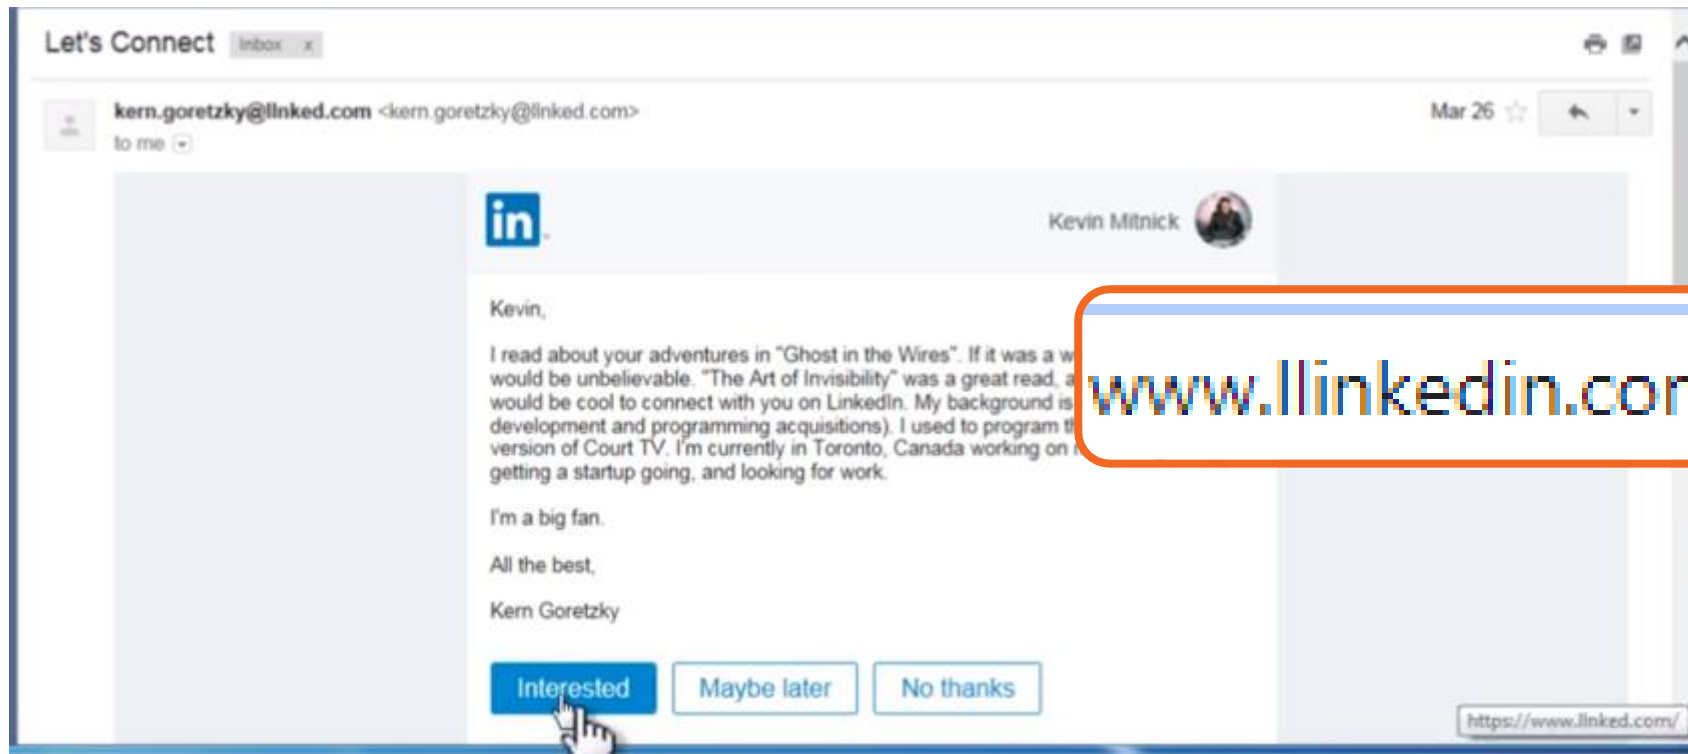 Let's Connect Inbox x
kern.goretzky@llnked.com <kern.goretzky@llnked.com> Mar 26
to me
in
Kevin Mitnick
Kevin,
I read about your adventures in "Ghost in the Wires". If it was a
would be unbelievable. "The Art of Invisibility" was a great read,
would be cool to connect with you on LinkedIn. My background is
development and programming acquisitions). I used to program
version of Court TV. I'm currently in Toronto, Canada working on
getting a startup going, and looking for work.
www.llinkedin.cor
I'm a big fan.
All the best,
Kern Goretzky
Interested Maybe later No thanks
https://www.llnked.com/